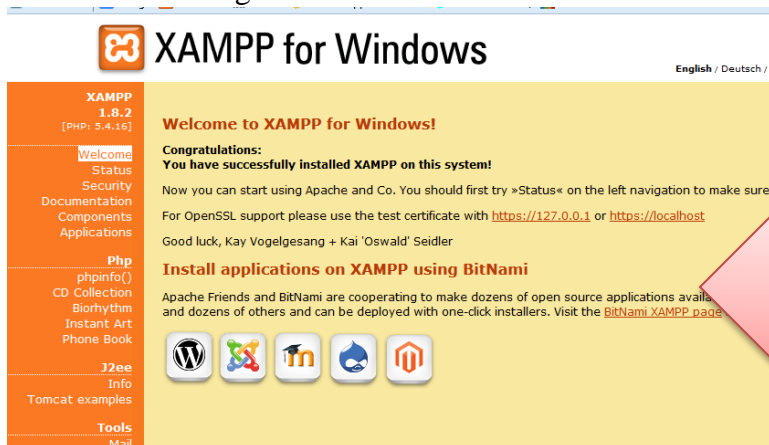 XAMPP for Windows
English / Deutsch /
XAMPP
1.8.2
[PHP: 5.4.16]
Welcome
Status
Security
Documentation
Components
Applications
Php
phpinfo()
CD Collection
Biorhythm
Instant Art
Phone Book
J2ee
Info
Tomcat examples
Tools
Mail
Welcome to XAMPP for Windows!
Congratulations:
You have successfully installed XAMPP on this system!
Now you can start using Apache and Co. You should first try »Status« on the left navigation to make sure
For OpenSSL support please use the test certificate with https://127.0.0.1 or https://localhost
Good luck, Kay Vogelgesang + Kai 'Oswald' Seidler
Install applications on XAMPP using BitNami
Apache Friends and BitNami are cooperating to make dozens of open source applications
and dozens of others and can be deployed with one-click installers. Visit the BitNami XAMPP page